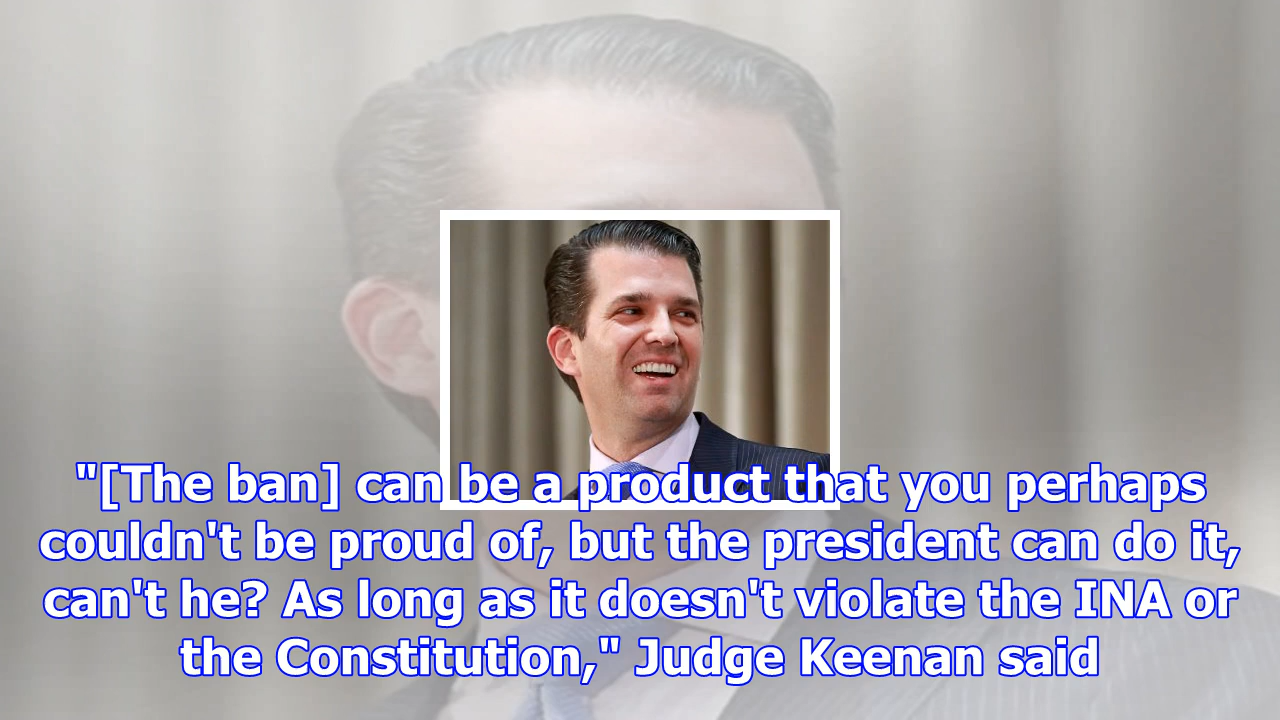 "[The ban] can be a product that you perhaps
couldn't be proud of, but the president can do it,
can't he? As long as it doesn't violate the INA or
the Constitution," Judge Keenan said